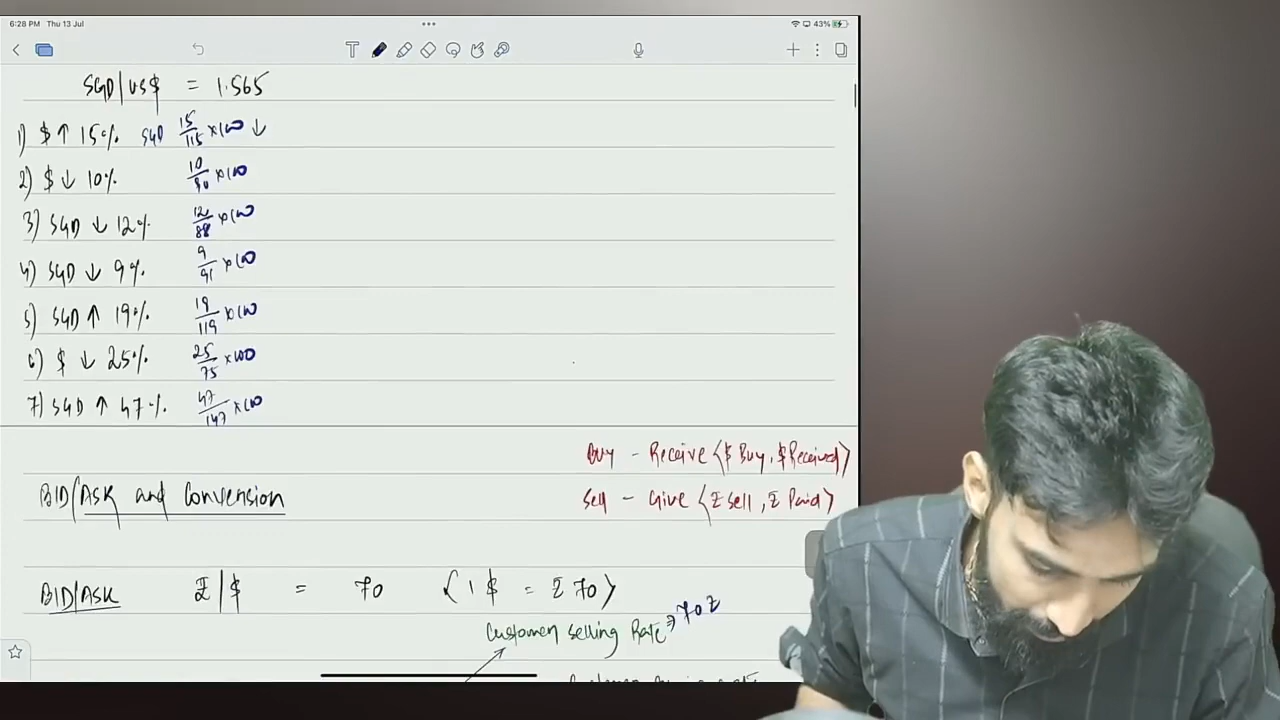 6:28 PM Thu 13 Jul
43%
SGD/US$ = 1.565
1) $ ↑ 15% SGD 15/115 ×100 ↓
2) $ ↓ 10% 10/90 ×100
3) SGD ↓ 12% 12/88 ×100
4) SGD ↓ 9% 9/91 ×100
5) SGD ↑ 19% 19/119 ×100
6) $ ↓ 25% 25/75 ×100
7) SGD ↑ 47% 47/147 ×100
Buy - Receive <$ Buy, $ Received>
BID/ASK and Conversion
Sell - Give <₹ sell, ₹ Paid>
BID/ASK ₹/$ = 70 <1 $ = ₹ 70>
Customer selling Rate ⇒ 70 ₹